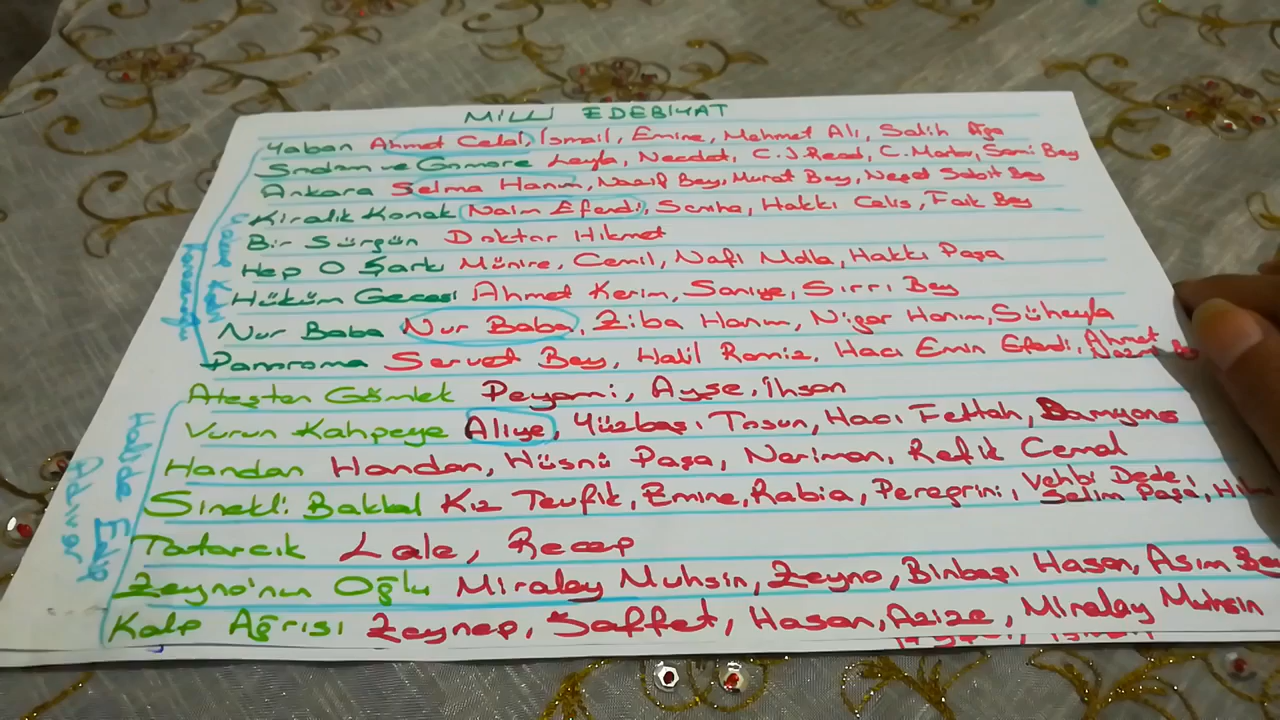 MİLLİ EDEBİYAT
Yaban Ahmet Celal, İsmail, Emine, Mehmet Ali, Salih Ağa
Sodom ve Gomore Leyla, Necdet, C.J.Read, C. Marlow, Sami Bey
Ankara Selma Hanım, Nazif Bey, Murat Bey, Neşet Sabit Bey
Kiralık Konak Naim Efendi, Seniha, Hakkı Celis, Faik Bey
Bir Sürgün Doktor Hikmet
Hep O Şarkı Münire, Cemil, Nafi Molla, Hakkı Paşa
Hüküm Gecesi Ahmet Kerim, Saniye, Sırrı Bey
Nur Baba Nur Baba, Ziba Hanım, Nigar Hanım, Süheyla
Panroma Servet Bey, Halil Ramiz, Hacı Emin Efendi, Ahmet Nazmi B
Yakup Kadri Karaosmanoğlu
Ateşten Gömlek Peyami, Ayşe, İhsan
Vurun Kahpeye Aliye, Yüzbaşı Tosun, Hacı Fettah, Damyanos
Handan Handan, Hüsnü Paşa, Neriman, Refik Cemal
Sinekli Bakkal Kız Tevfik, Emine, Rabia, Peregrini, Vehbi Dede, Selim Paşa,
Tatarcık Lale, Recep
Zeyno'nun Oğlu Miralay Muhsin, Zeyno, Binbaşı Hasan, Asım Bey
Kalp Ağrısı Zeynep, Saffet, Hasan, Azize, Miralay Muhsin
Halide Edip Adıvar